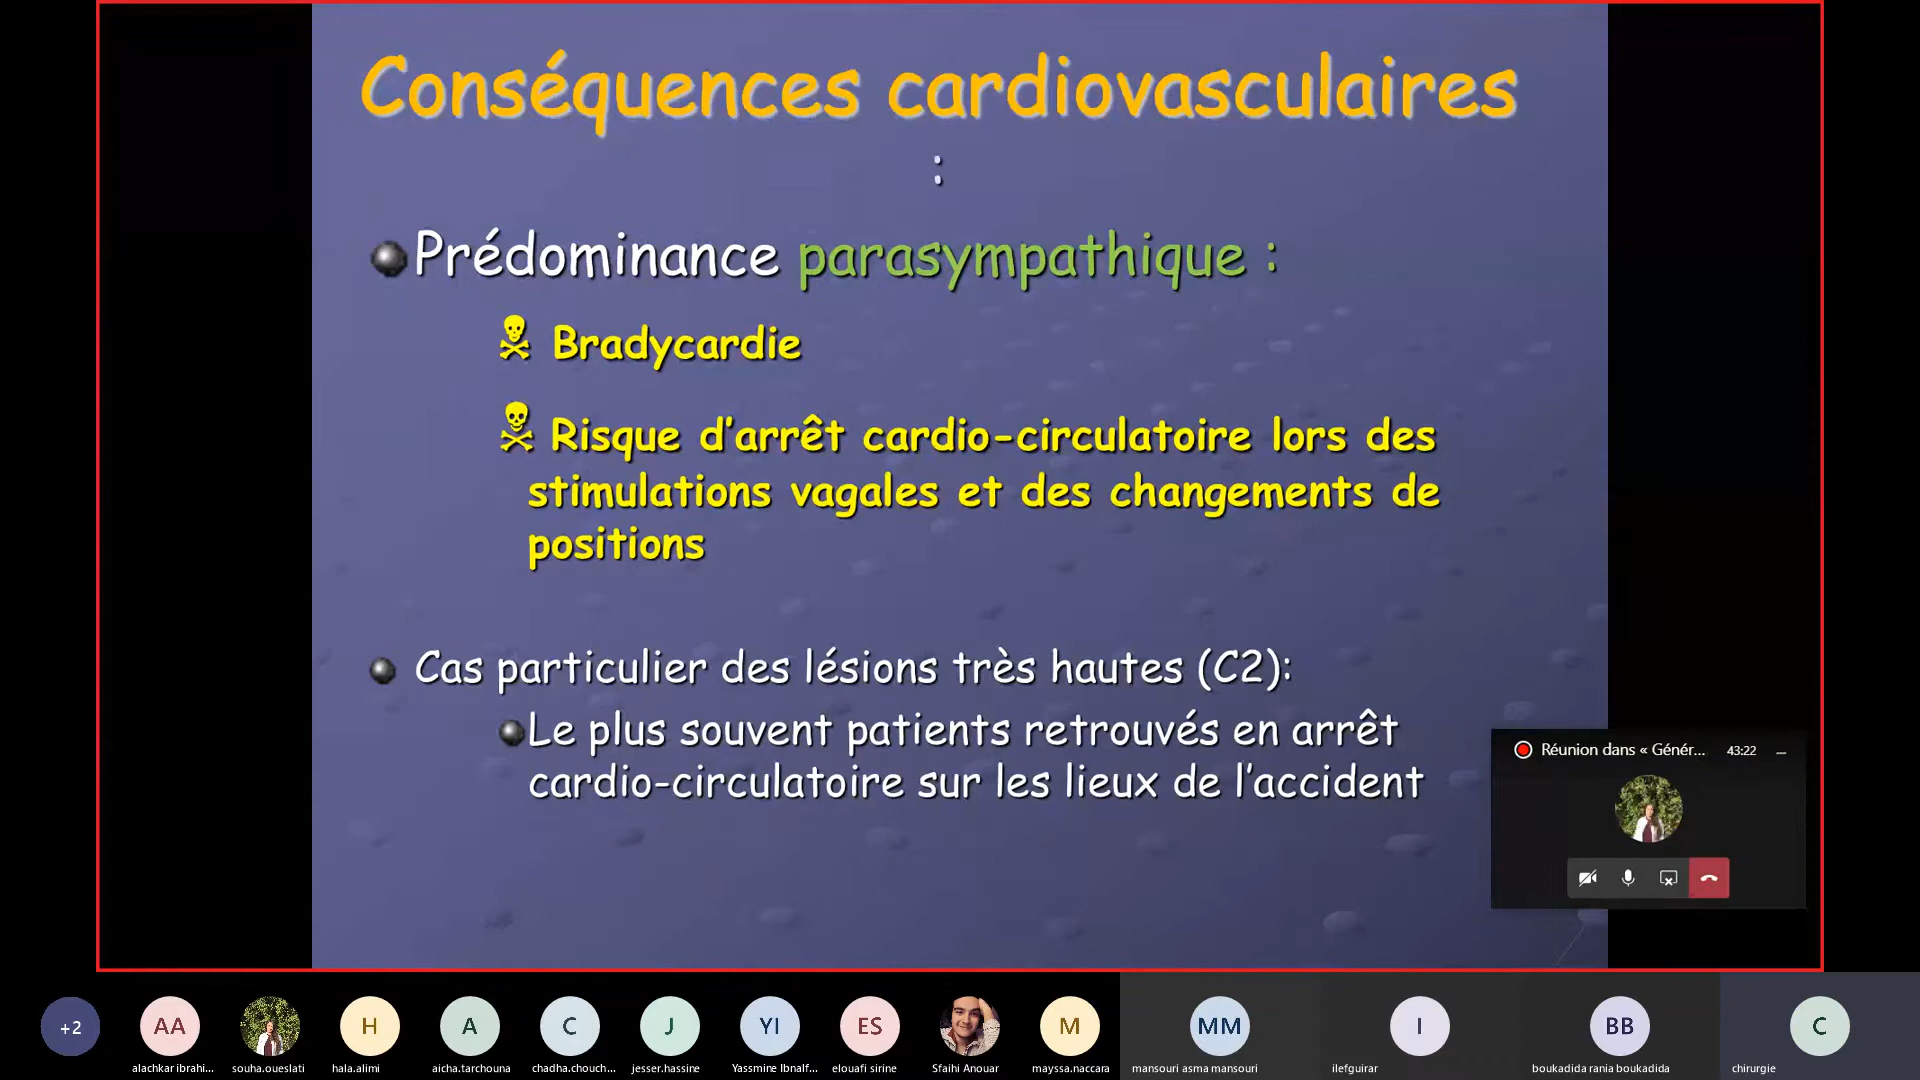 Conséquences cardiovasculaires
:
Prédominance parasympathique :
Bradycardie
Risque d'arrêt cardio-circulatoire lors des
stimulations vagales et des changements de
positions
Cas particulier des lésions très hautes (C2):
Le plus souvent patients retrouvés en arrêt
cardio-circulatoire sur les lieux de l'accident
Réunion dans « Génér... 43:22
+2 AA H A C J YI ES M MM I BB C
alachkar ibrahi... souha.oueslati hala.alimi aicha.tarchouna chadha.chouch... jesser.hassine Yassmine Ibnalf... elouafi sirine Sfaihi Anouar mayssa.naccara mansouri asma mansouri ilefguirar boukadida rania boukadida chirurgie